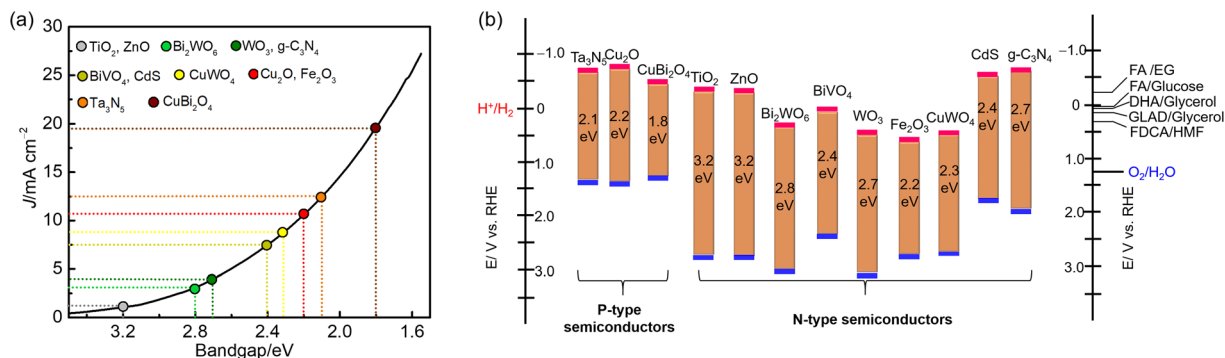 (a)
30
25
20
15
10
5
0
J/mA cm⁻²
TiO₂, ZnO
Bi₂WO₆
WO₃, g-C₃N₄
BiVO₄, CdS
CuWO₄
Cu₂O, Fe₂O₃
Ta₃N₅
CuBi₂O₄
3.2 2.8 2.4 2.0 1.6
Bandgap/eV
(b)
H⁺/H₂
−1.0
0
1.0
2.0
3.0
E/ V vs. RHE
Ta₃N₅
2.1
eV
Cu₂O
2.2
eV
CuBi₂O₄
1.8
eV
TiO₂
3.2
eV
ZnO
3.2
eV
Bi₂WO₆
2.8
eV
BiVO₄
2.4
eV
WO₃
2.7
eV
Fe₂O₃
2.2
eV
CuWO₄
2.3
eV
CdS
2.4
eV
g-C₃N₄
2.7
eV
P-type
semiconductors
N-type semiconductors
−1.0
0
1.0
2.0
3.0
E/ V vs. RHE
FA /EG
FA/Glucose
DHA/Glycerol
GLAD/Glycerol
FDCA/HMF
O₂/H₂O